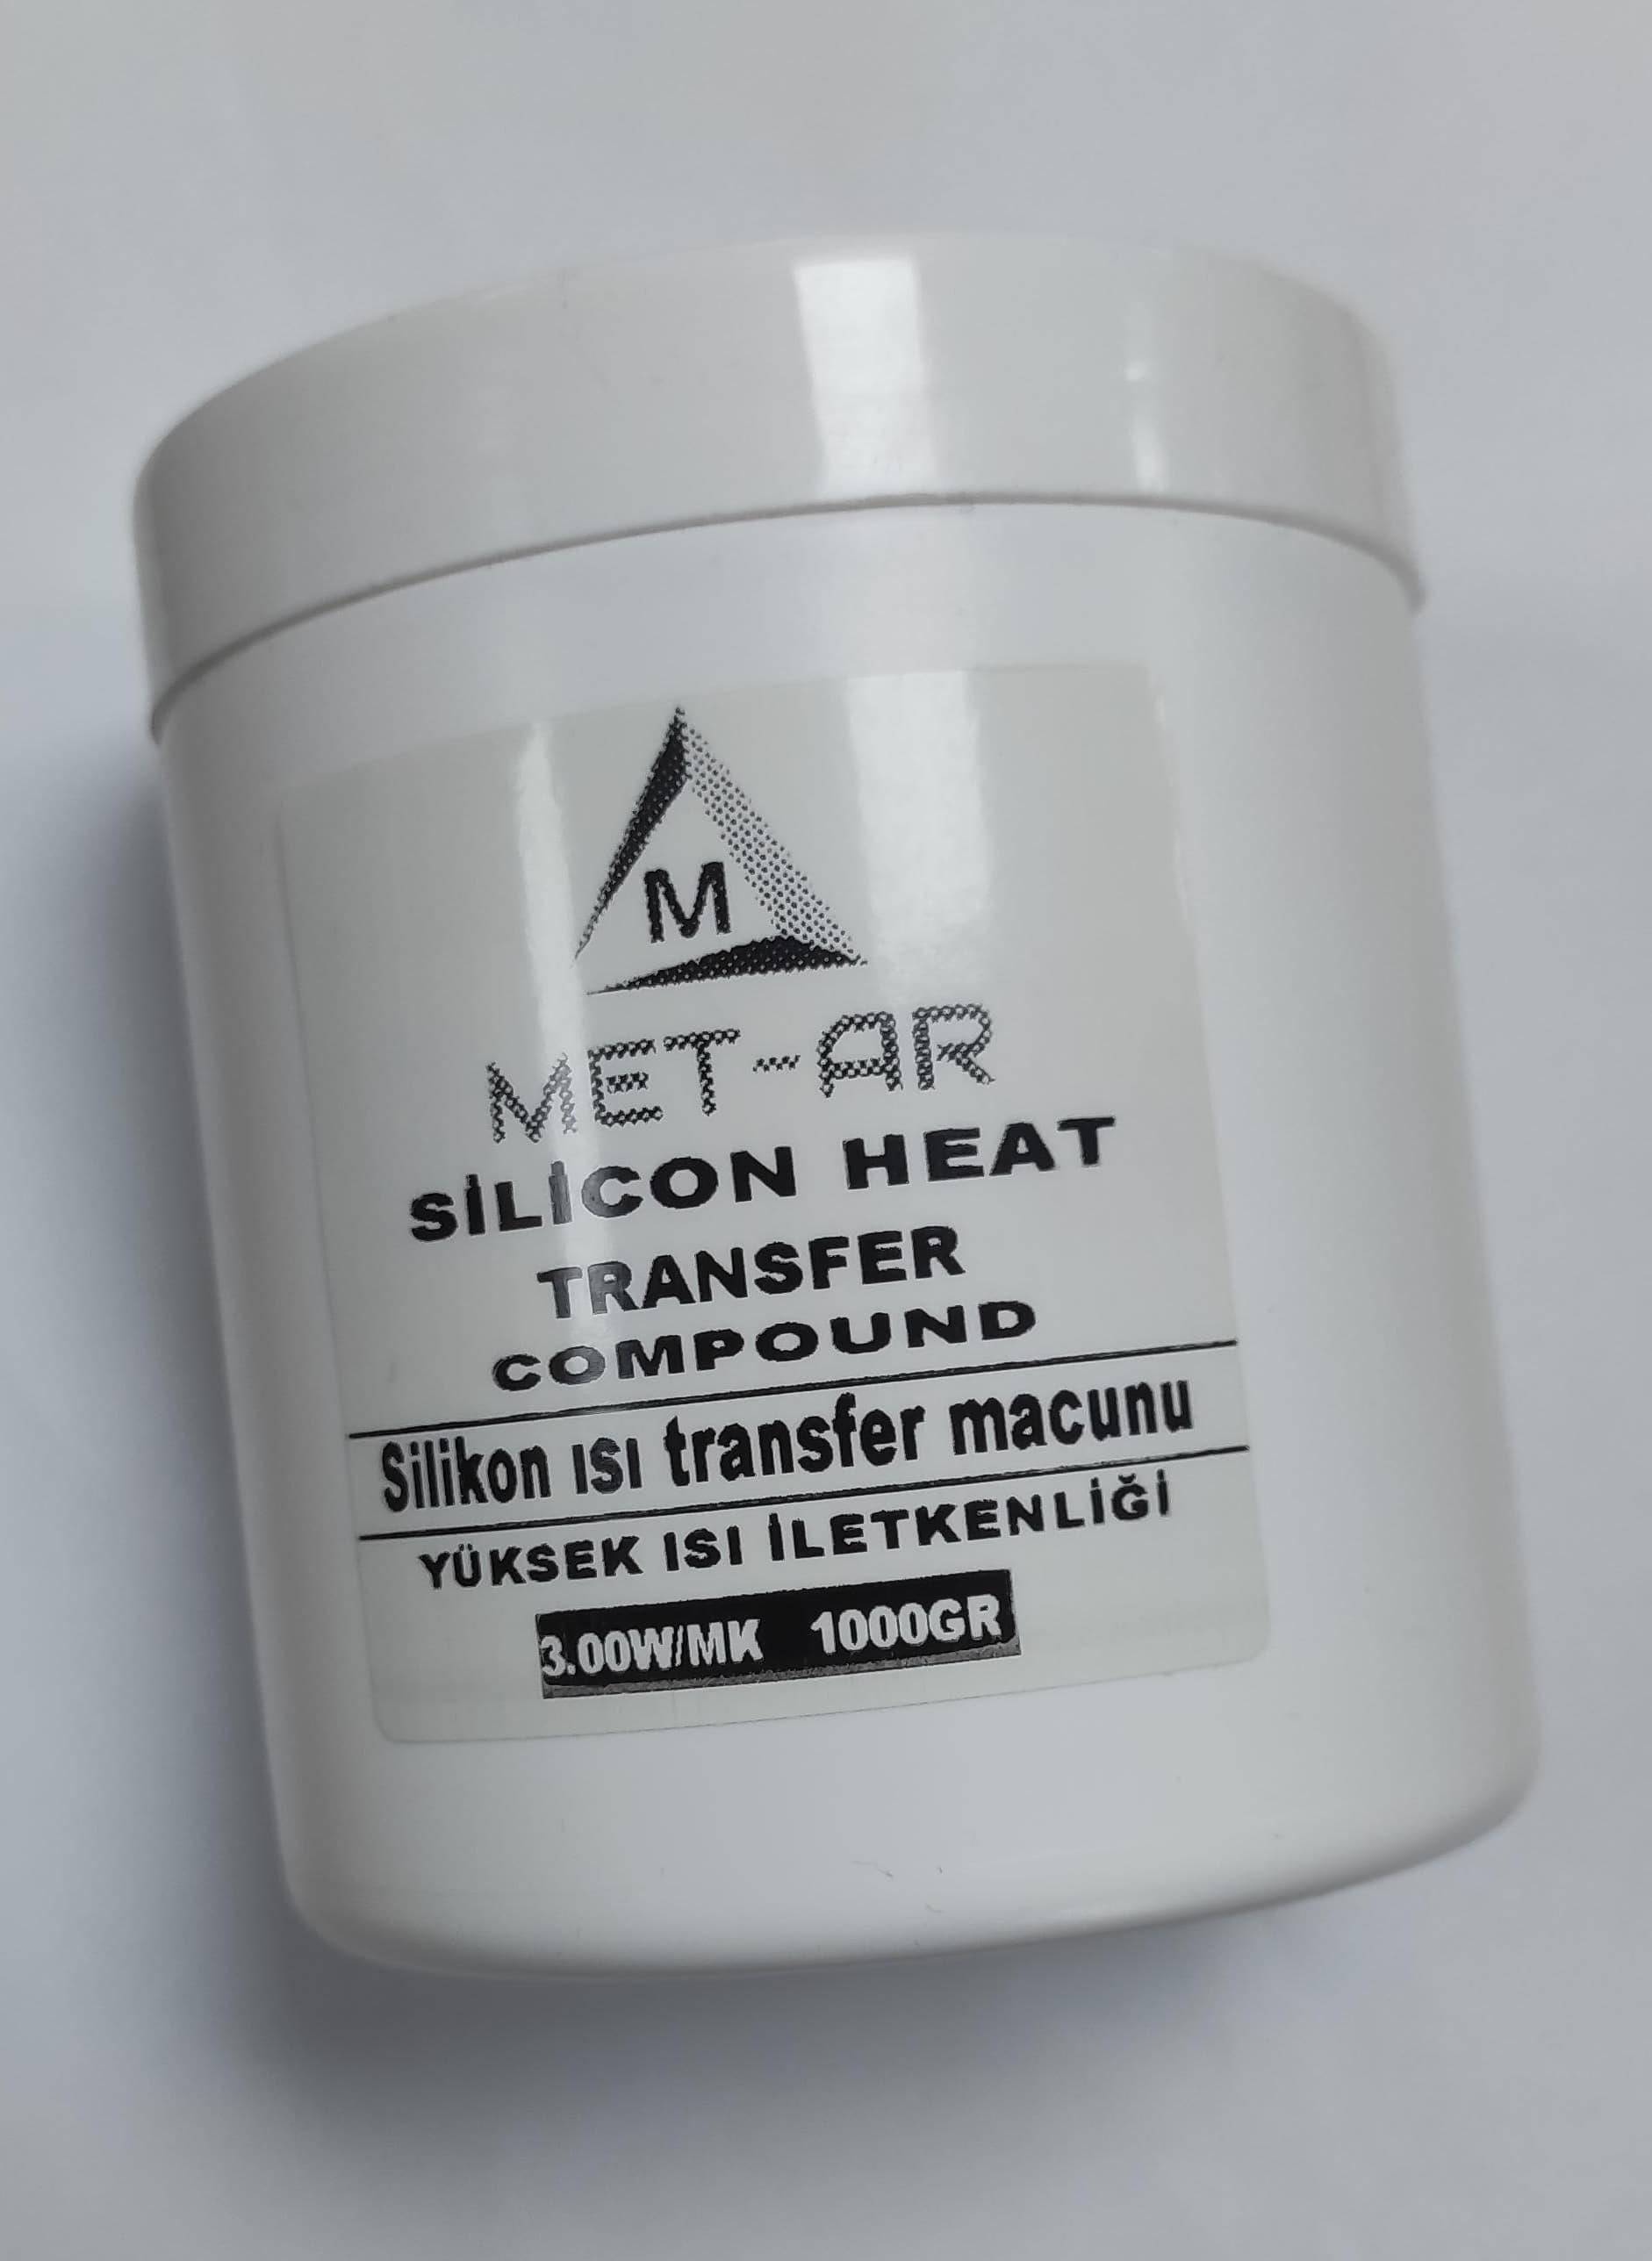 M
MET-AR
SİLİCON HEAT
TRANSFER
COMPOUND
Silikon ısı transfer macunu
YÜKSEK ISI İLETKENLİĞİ
3.00W/MK 1000GR